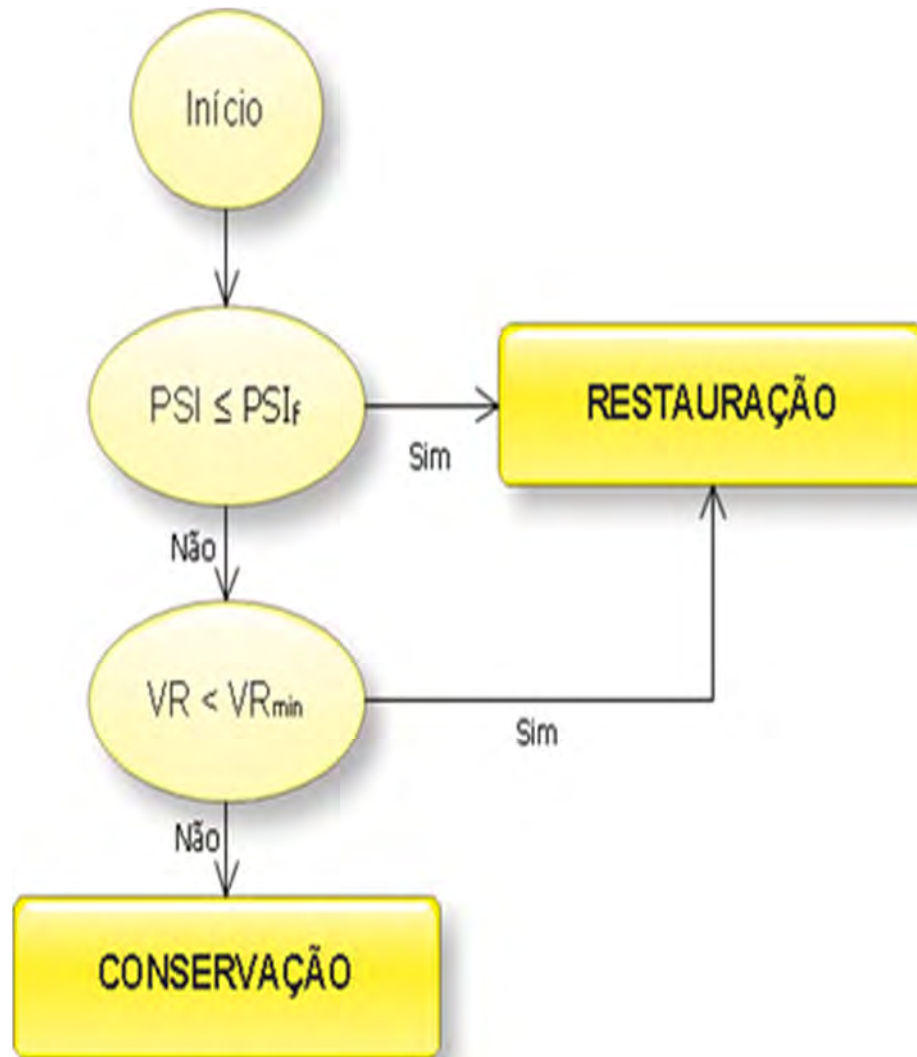 Início
PSI ≤ PSIf
Sim
RESTAURAÇÃO
Não
VR < VRmin
Sim
Não
CONSERVAÇÃO